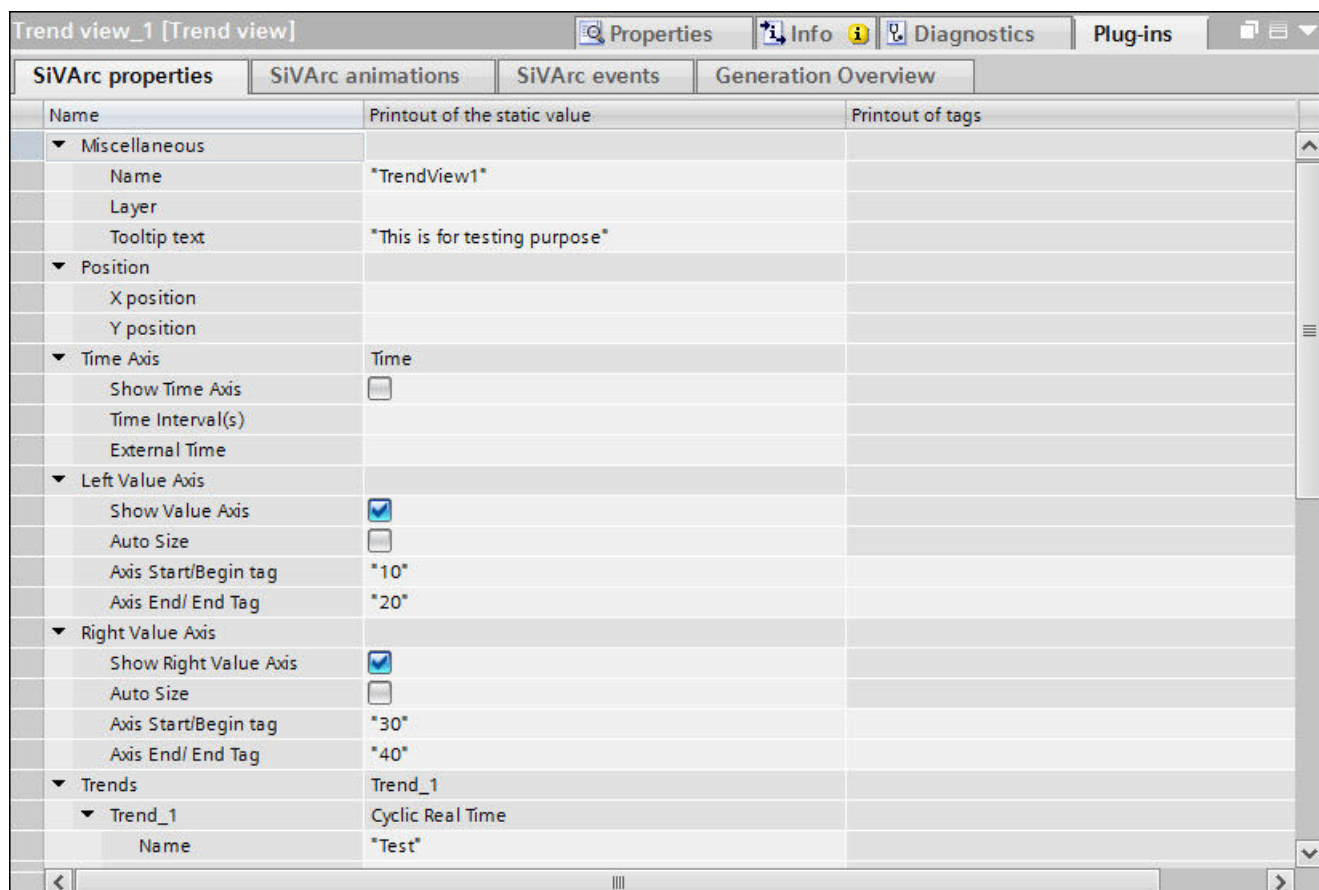 Trend view_1 [Trend view] Properties Info Diagnostics Plug-ins
SiVArc properties SiVArc animations SiVArc events Generation Overview
Name Printout of the static value Printout of tags
Miscellaneous
Name "TrendView1"
Layer
Tooltip text "This is for testing purpose"
Position
X position
Y position
Time Axis Time
Show Time Axis
Time Interval(s)
External Time
Left Value Axis
Show Value Axis
Auto Size
Axis Start/Begin tag "10"
Axis End/ End Tag "20"
Right Value Axis
Show Right Value Axis
Auto Size
Axis Start/Begin tag "30"
Axis End/ End Tag "40"
Trends Trend_1
Trend_1 Cyclic Real Time
Name "Test"